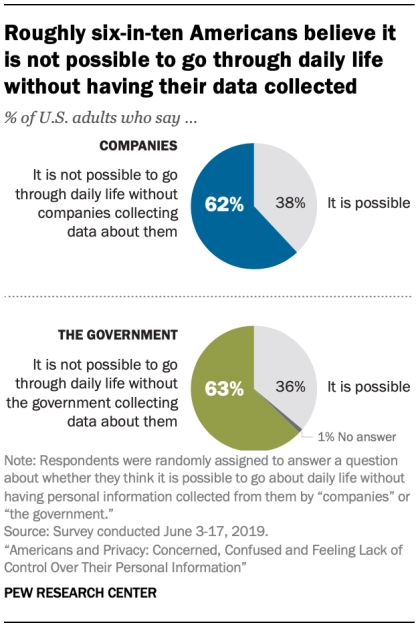 Roughly six-in-ten Americans believe it
is not possible to go through daily life
without having their data collected
% of U.S. adults who say ...
COMPANIES
It is not possible to go
through daily life without
companies collecting
data about them
62%
38%
It is possible
THE GOVERNMENT
It is not possible to go
through daily life without
the government collecting
data about them
63%
36%
It is possible
1% No answer
Note: Respondents were randomly assigned to answer a question
about whether they think it is possible to go about daily life without
having personal information collected from them by “companies” or
“the government.”
Source: Survey conducted June 3-17, 2019.
“Americans and Privacy: Concerned, Confused and Feeling Lack of
Control Over Their Personal Information”
PEW RESEARCH CENTER